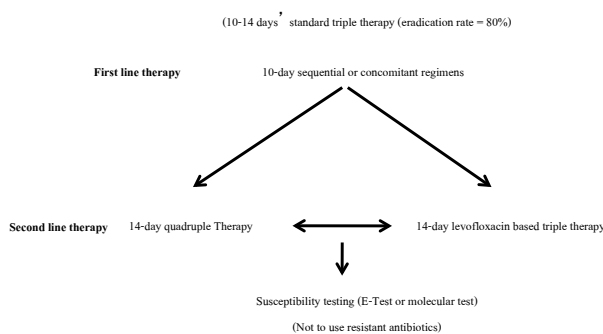 (10-14 days’ standard triple therapy (eradication rate = 80%)
First line therapy 10-day sequential or concomitant regimens
Second line therapy 14-day quadruple Therapy 14-day levofloxacin based triple therapy
Susceptibility testing (E-Test or molecular test)
(Not to use resistant antibiotics)